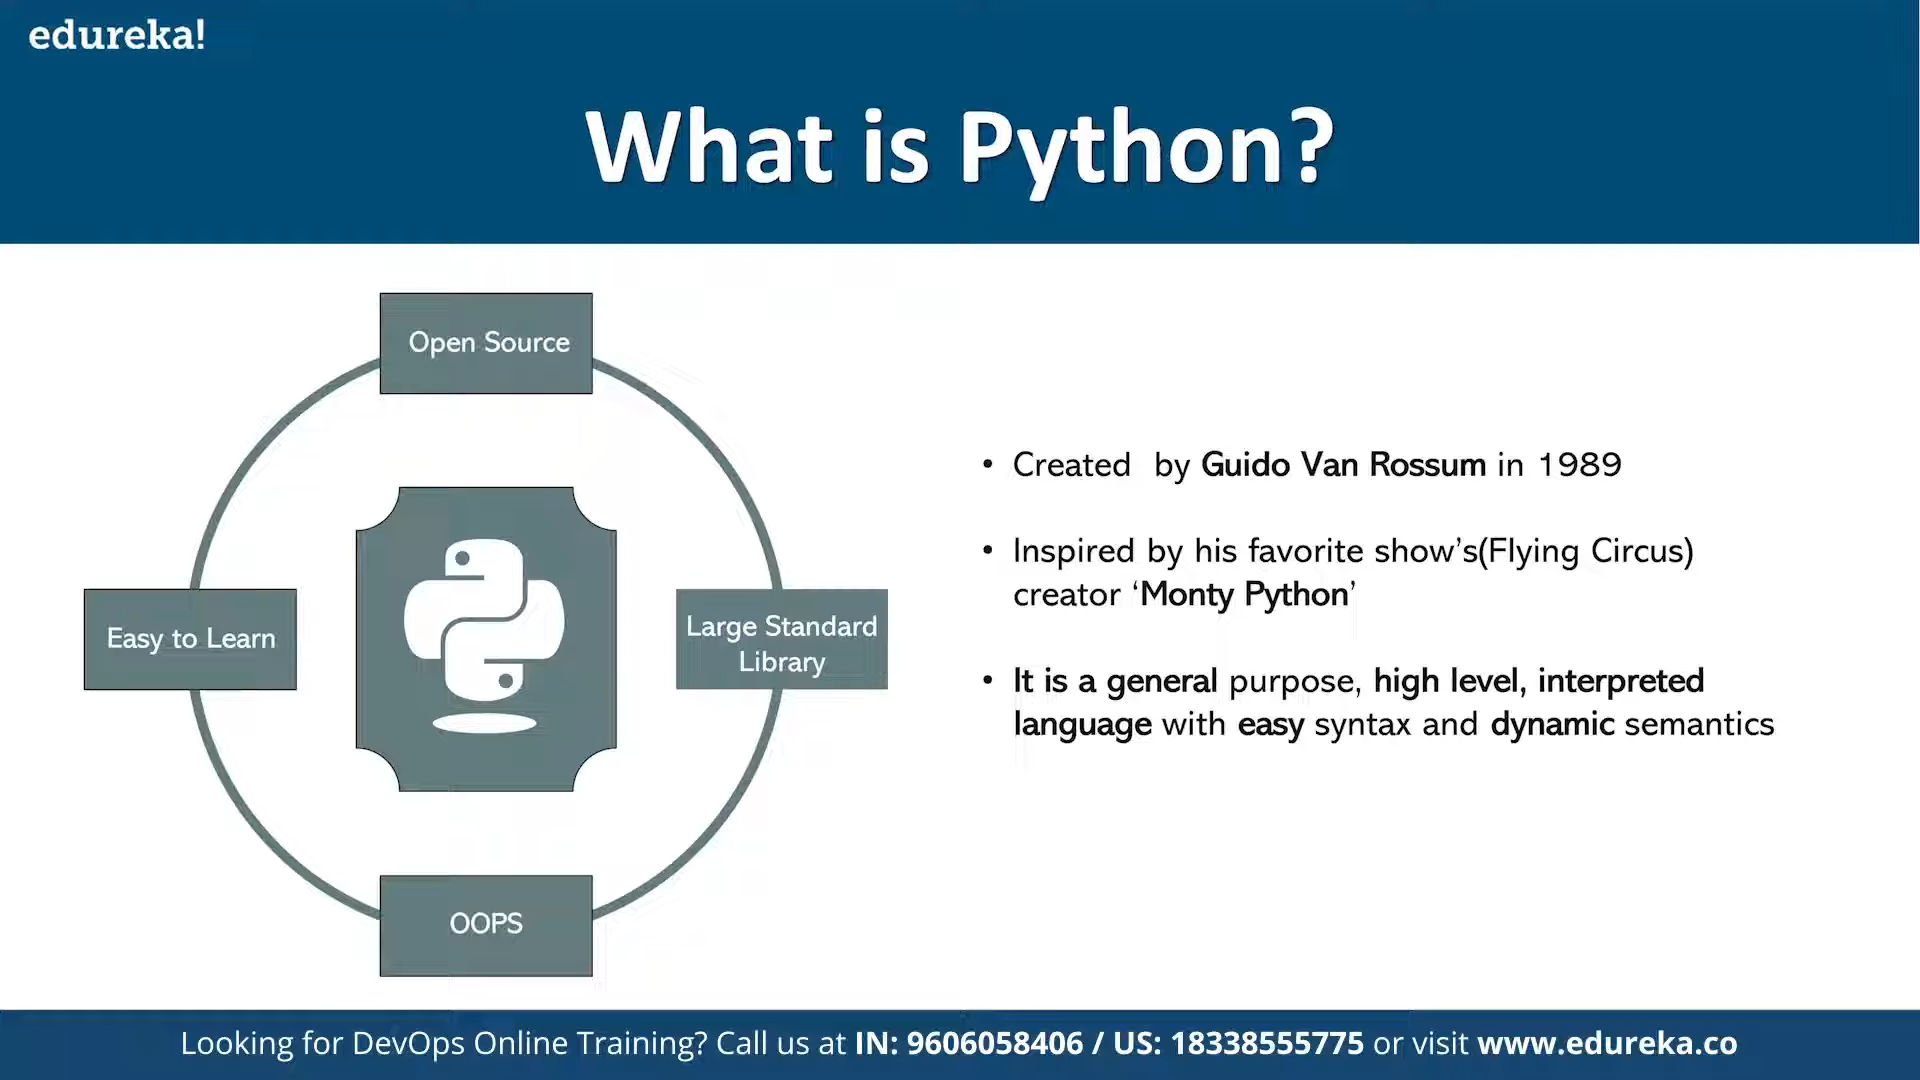 edureka!
What is Python?
Open Source
Easy to Learn
Large Standard
Library
OOPS
• Created by Guido Van Rossum in 1989
• Inspired by his favorite show’s(Flying Circus)
creator ‘Monty Python’
• It is a general purpose, high level, interpreted
language with easy syntax and dynamic semantics
Looking for DevOps Online Training? Call us at IN: 9606058406 / US: 18338555775 or visit www.edureka.co